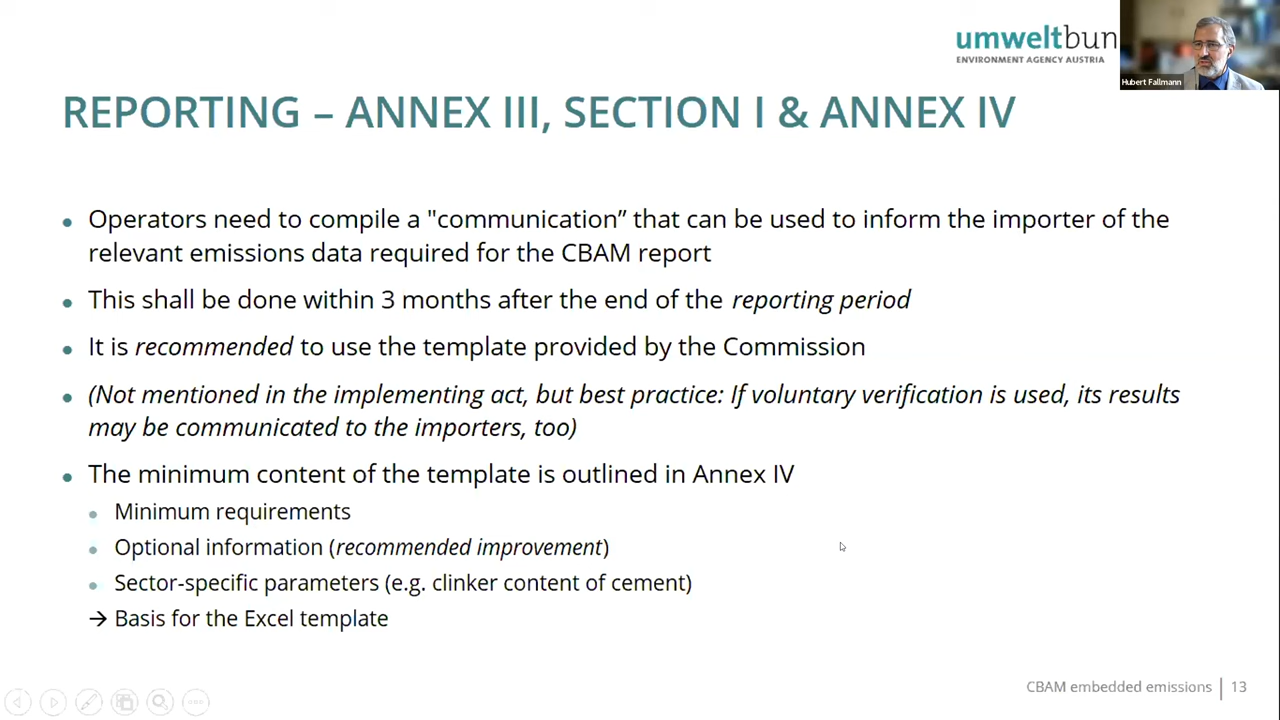 umweltbun
ENVIRONMENT AGENCY AUSTRIA
Hubert Fallmann
REPORTING – ANNEX III, SECTION I & ANNEX IV
• Operators need to compile a "communication” that can be used to inform the importer of the
relevant emissions data required for the CBAM report
• This shall be done within 3 months after the end of the reporting period
• It is recommended to use the template provided by the Commission
• (Not mentioned in the implementing act, but best practice: If voluntary verification is used, its results
may be communicated to the importers, too)
• The minimum content of the template is outlined in Annex IV
• Minimum requirements
• Optional information (recommended improvement)
• Sector-specific parameters (e.g. clinker content of cement)
→ Basis for the Excel template
CBAM embedded emissions | 13